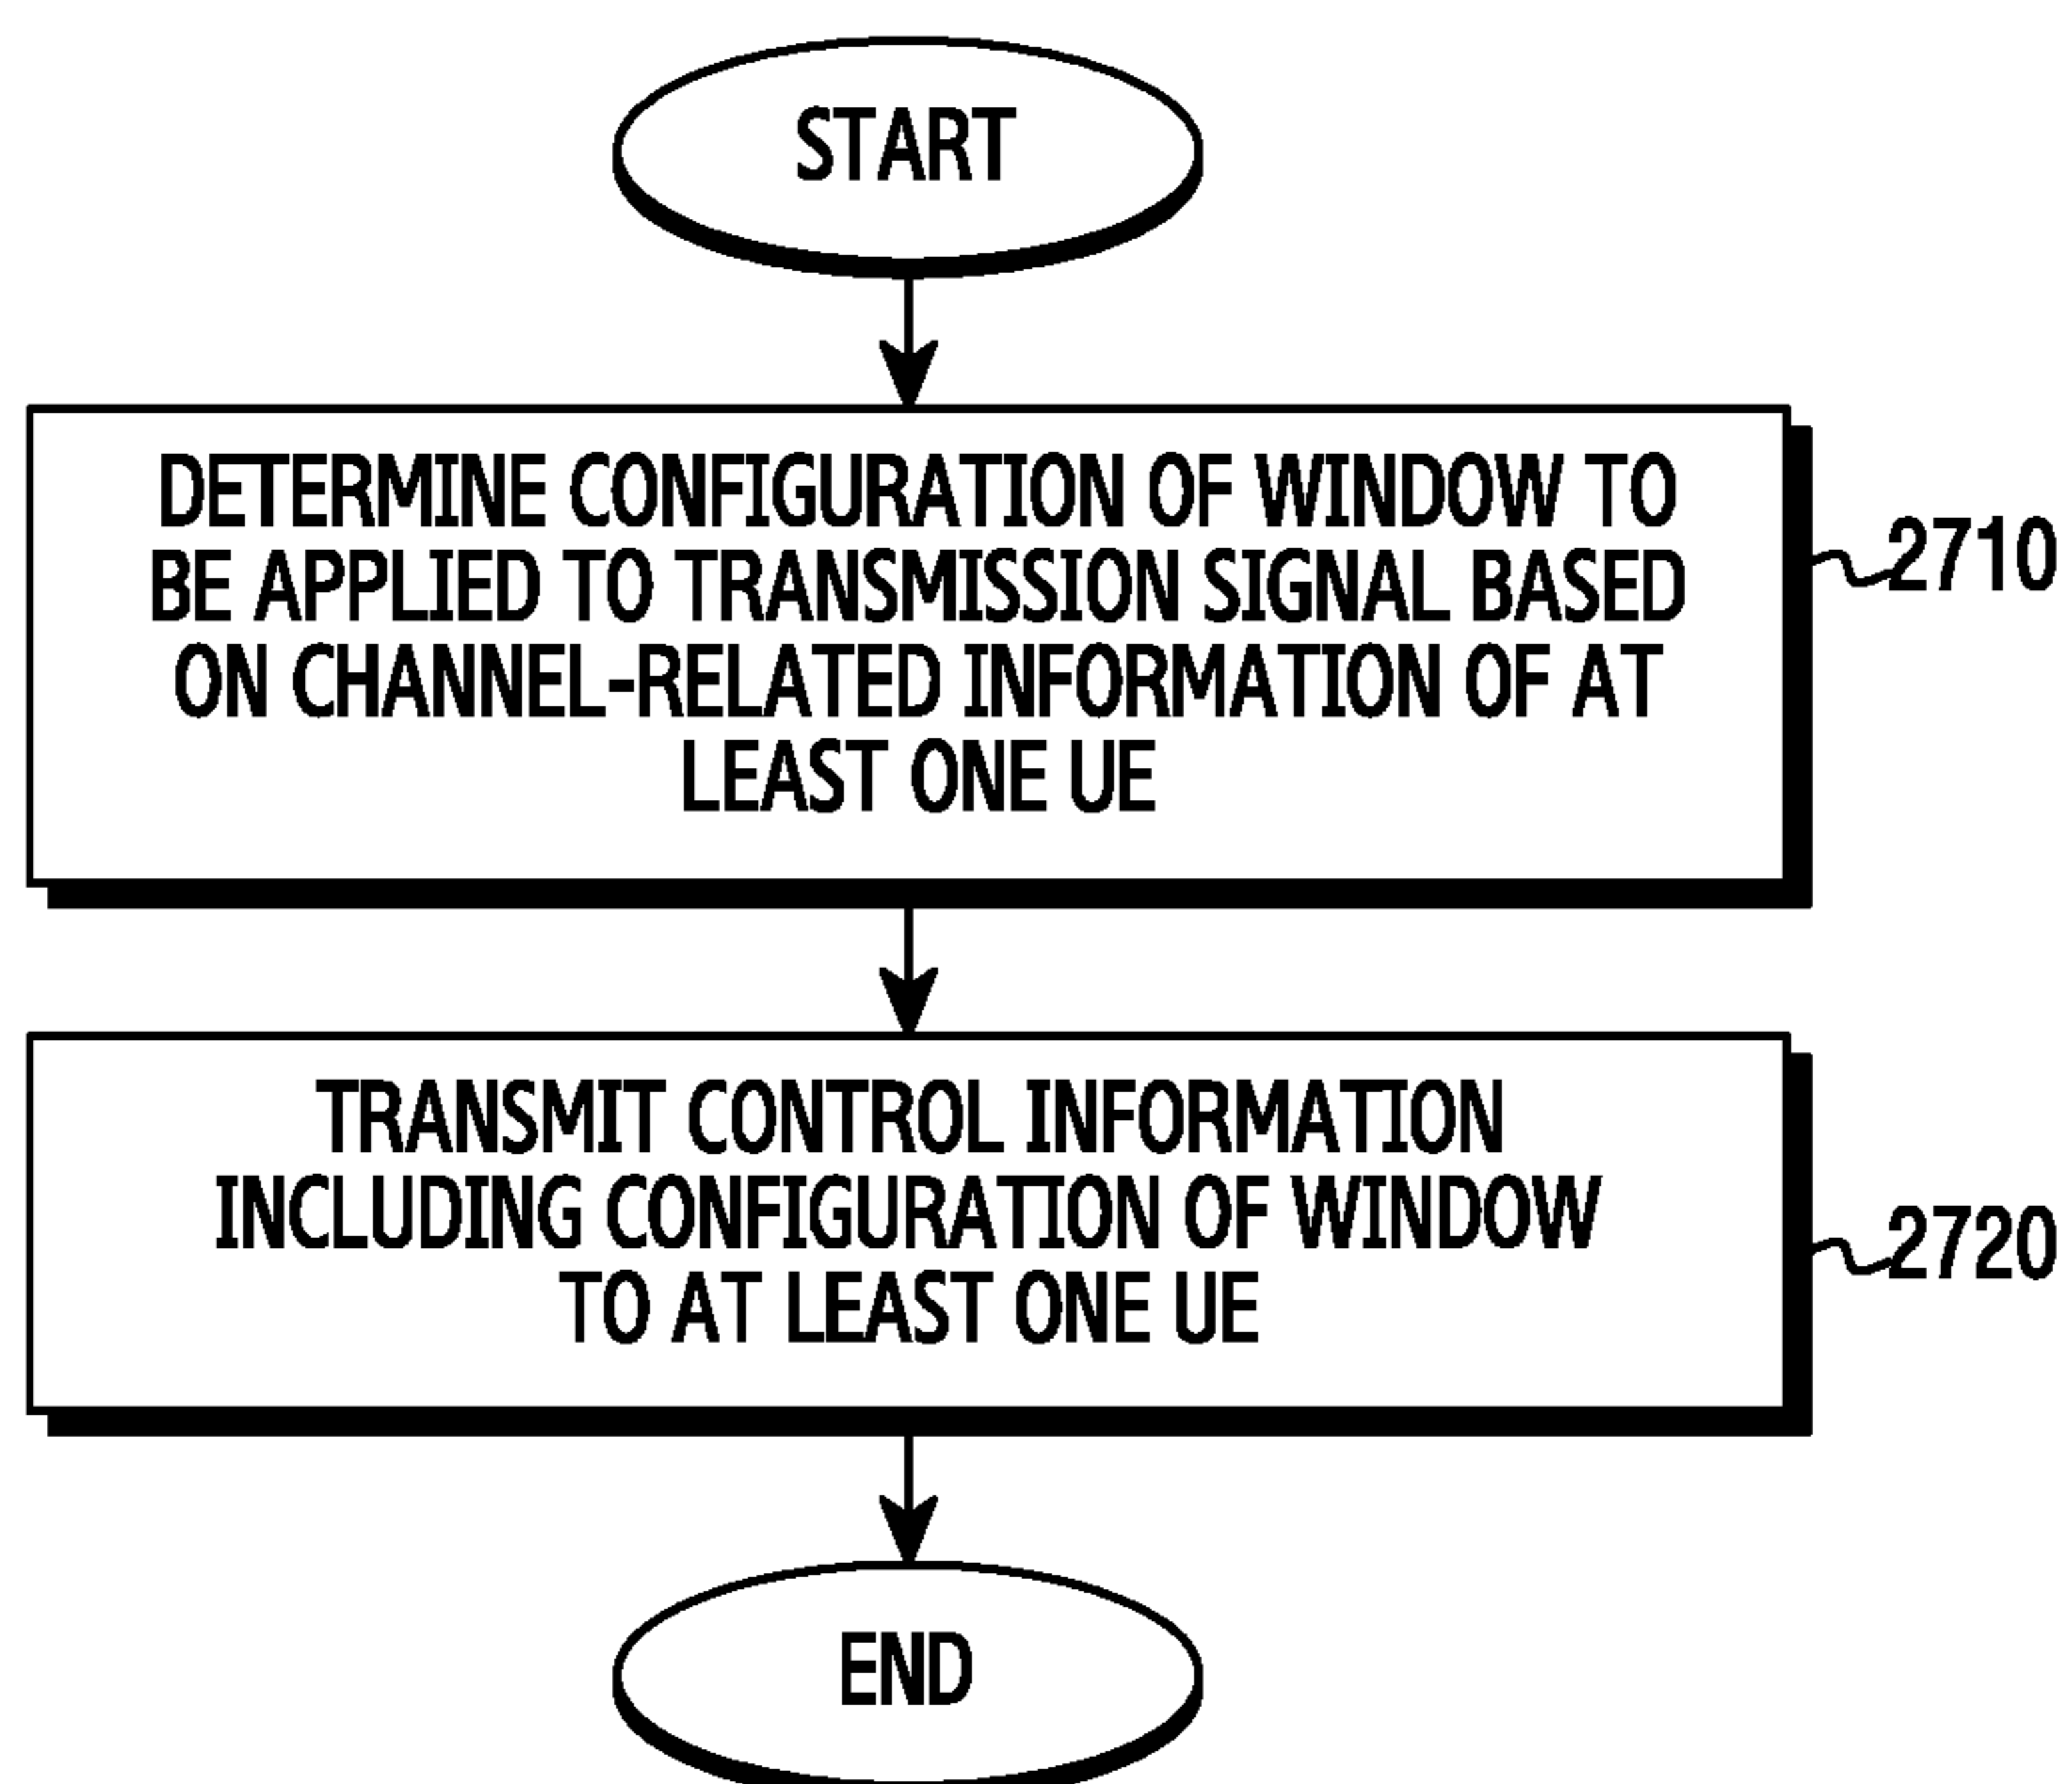 START
DETERMINE CONFIGURATION OF WINDOW TO
BE APPLIED TO TRANSMISSION SIGNAL BASED
ON CHANNEL-RELATED INFORMATION OF AT
LEAST ONE UE
2710
TRANSMIT CONTROL INFORMATION
INCLUDING CONFIGURATION OF WINDOW
TO AT LEAST ONE UE
2720
END